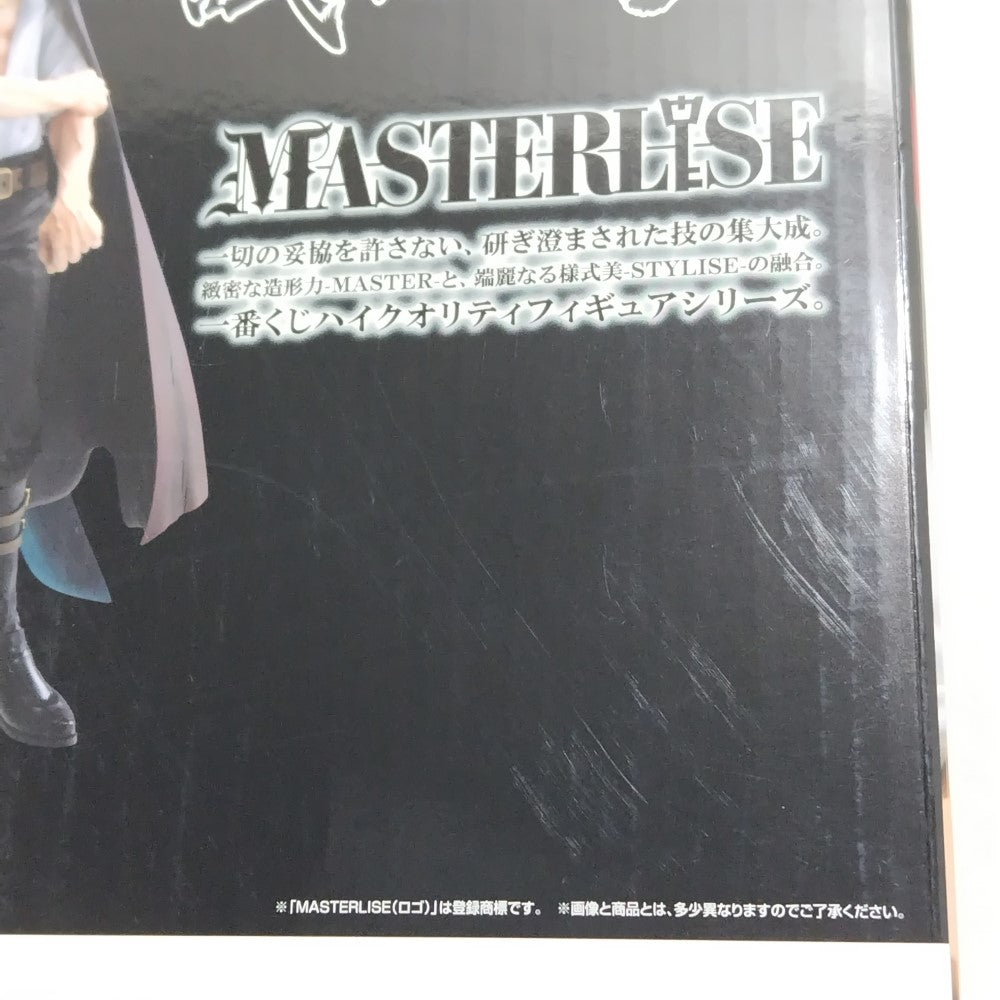 MASTERLISE
一切の妥協を許さない、研ぎ澄まされた技の集大成。
緻密な造形力-MASTER-と、端麗なる様式美-STYLISE-の融合。
一番くじハイクオリティフィギュアシリーズ。
※「MASTERLISE(ロゴ)」は登録商標です。 ※画像と商品とは、多少異なりますのでご了承ください。